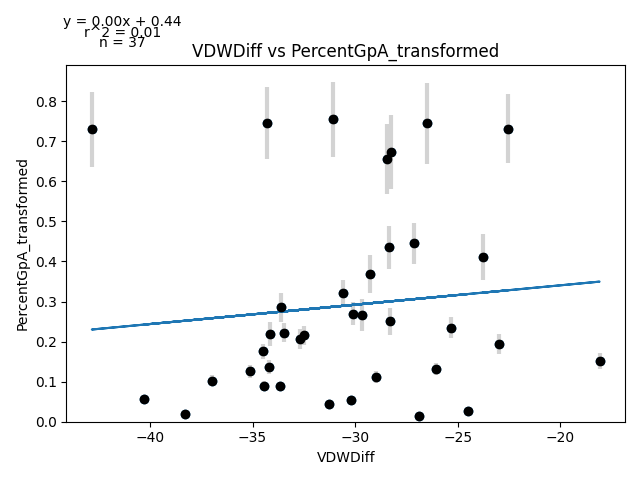 y = 0.00x + 0.44
r^2 = 0.01
n = 37
VDWDiff vs PercentGpA_transformed
PercentGpA_transformed
0.8
0.7
0.6
0.5
0.4
0.3
0.2
0.1
0.0
−40 −35 −30 −25 −20
VDWDiff